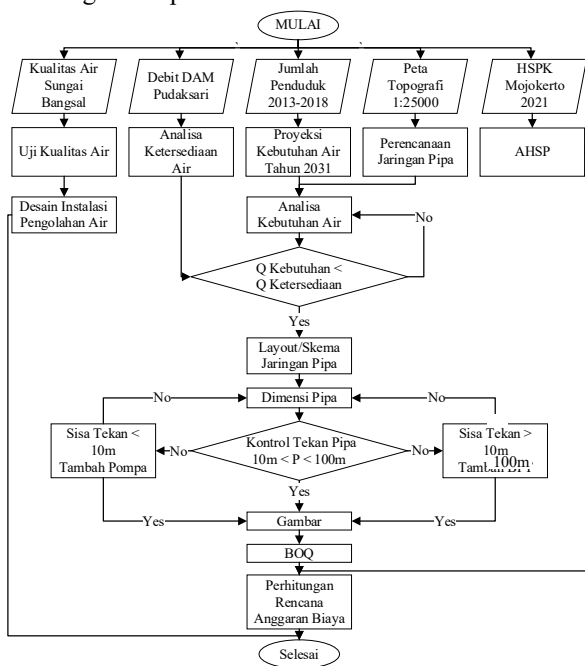 MULAI
Kualitas Air
Sungai
Bangsal
Debit DAM
Pudaksari
Jumlah
Penduduk
2013-2018
Peta
Topografi
1:25000
HSPK
Mojokerto
2021
Uji Kualitas Air
Analisa
Ketersediaan
Air
Proyeksi
Kebutuhan Air
Tahun 2031
Perencanaan
Jaringan Pipa
AHSP
Desain Instalasi
Pengolahan Air
Analisa
Kebutuhan Air
No
Q Kebutuhan <
Q Ketersediaan
Yes
Layout/Skema
Jaringan Pipa
No
Dimensi Pipa
No
Sisa Tekan <
10m
Tambah Pompa
No
Kontrol Tekan Pipa
10m < P < 100m
No
Sisa Tekan >
10m
100m
Yes
Yes
Gambar
Yes
BOQ
Perhitungan
Rencana
Anggaran Biaya
Selesai